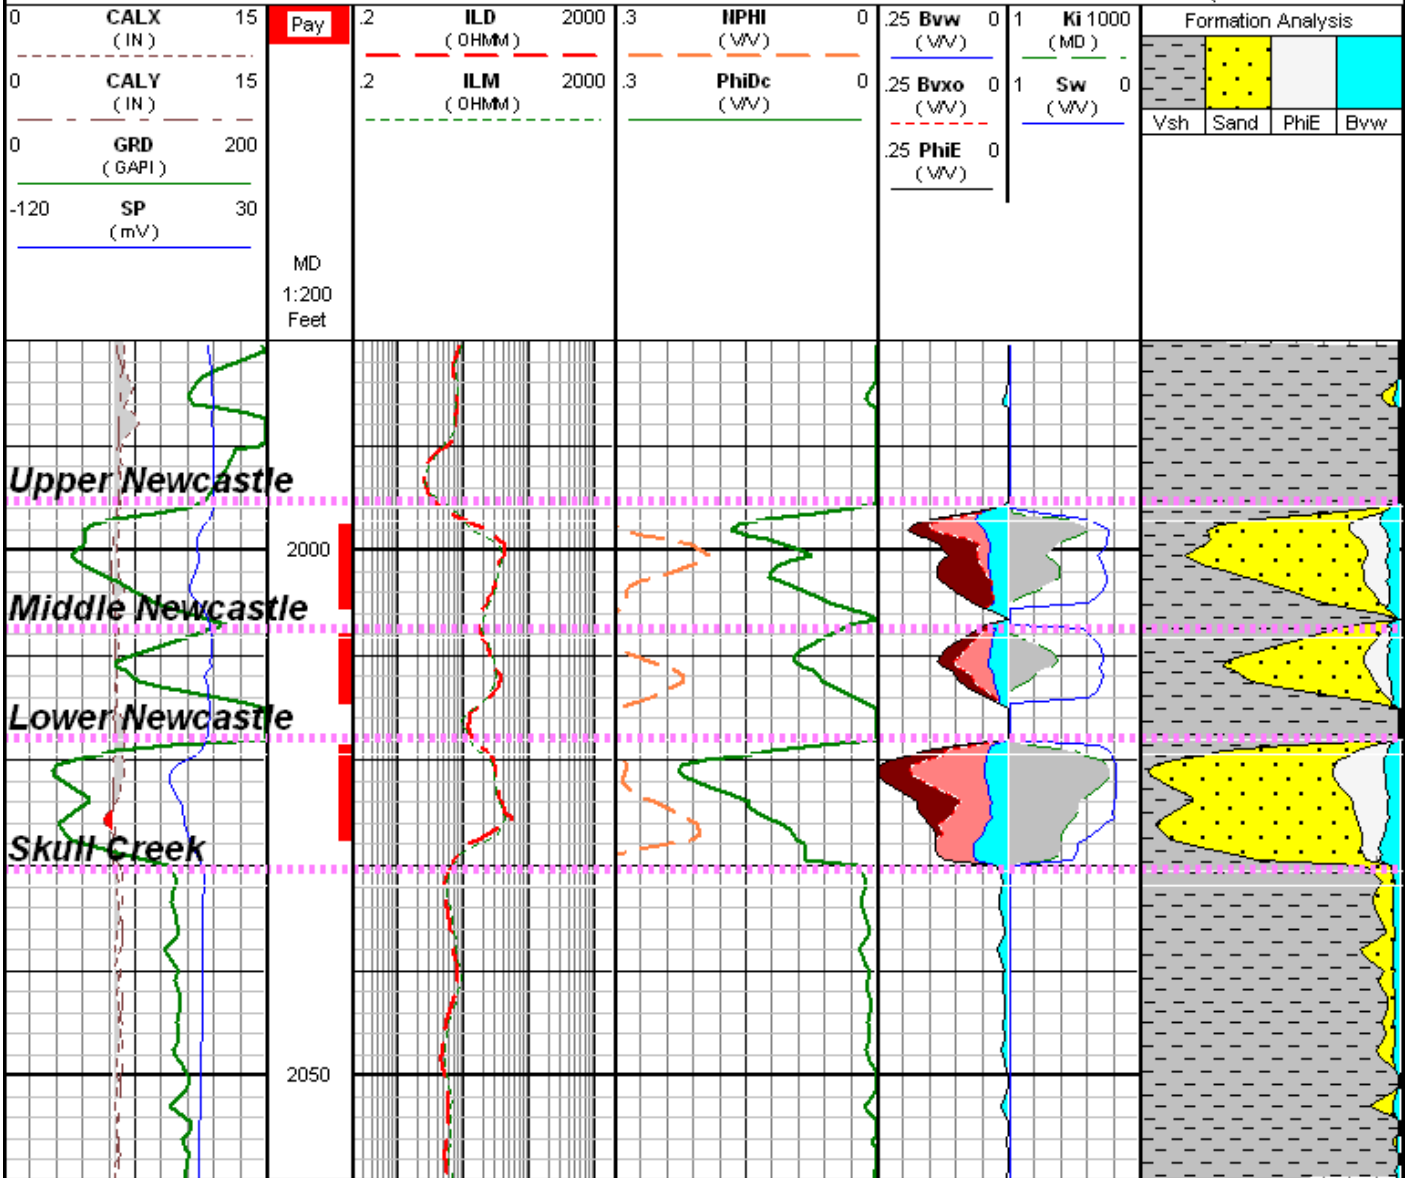 0 CALX 15
(IN)
0 CALY 15
(IN)
0 GRD 200
(GAPI)
-120 SP 30
(mV)
Pay
MD
1:200
Feet
.2 ILD 2000
(OHMM)
.2 ILM 2000
(OHMM)
.3 NPHI 0
(V/V)
.3 PhiDc 0
(V/V)
.25 Bvw 0
(V/V)
.25 Bvxo 0
(V/V)
.25 PhiE 0
(V/V)
1 Ki 1000
(MD)
1 Sw 0
(V/V)
Formation Analysis
Vsh Sand PhiE Bvw
Upper Newcastle
2000
Middle Newcastle
Lower Newcastle
Skull Creek
2050